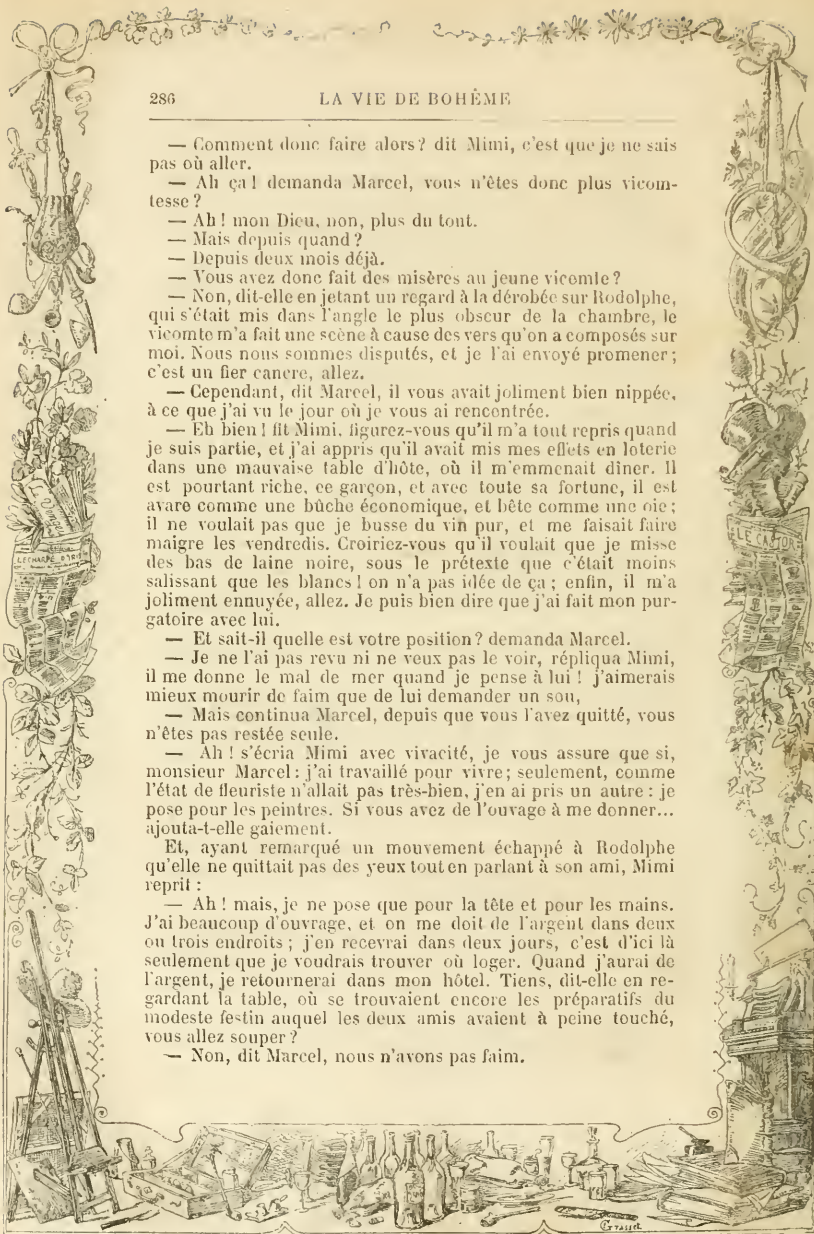 286 LA VIE DE BOHÊME
— Comment donc faire alors? dit Mimi, c'est que je ne sais
pas où aller.
— Ah ça! demanda Marcel, vous n'êtes donc plus vicom-
tesse?
— Ah! mon Dieu, non, plus du tout.
— Mais depuis quand?
— Depuis deux mois déjà.
— Vous avez donc fait des misères au jeune vicomte?
— Non, dit-elle en jetant un regard à la dérobée sur Rodolphe,
qui s'était mis dans l'angle le plus obscur de la chambre, le
vicomte m'a fait une scène à cause des vers qu'on a composés sur
moi. Nous nous sommes disputés, et je l'ai envoyé promener;
c'est un fier cancre, allez.
— Cependant, dit Marcel, il vous avait joliment bien nippée,
à ce que j'ai vu le jour où je vous ai rencontrée.
— Eh bien! fit Mimi, figurez-vous qu'il m'a tout repris quand
je suis partie, et j'ai appris qu'il avait mis mes effets en loterie
dans une mauvaise table d'hôte, où il m'emmenait dîner. Il
est pourtant riche, ce garçon, et avec toute sa fortune, il est
avare comme une bûche économique, et bête comme une oie;
il ne voulait pas que je busse du vin pur, et me faisait faire
maigre les vendredis. Croiriez-vous qu'il voulait que je misse
des bas de laine noire, sous le prétexte que c'était moins
salissant que les blancs! on n'a pas idée de ça; enfin, il m'a
joliment ennuyée, allez. Je puis bien dire que j'ai fait mon pur-
gatoire avec lui.
— Et sait-il quelle est votre position? demanda Marcel.
— Je ne l'ai pas revu ni ne veux pas le voir, répliqua Mimi,
il me donne le mal de mer quand je pense à lui! j'aimerais
mieux mourir de faim que de lui demander un sou,
— Mais continua Marcel, depuis que vous l'avez quitté, vous
n'êtes pas restée seule.
— Ah! s'écria Mimi avec vivacité, je vous assure que si,
monsieur Marcel: j'ai travaillé pour vivre; seulement, comme
l'état de fleuriste n'allait pas très-bien, j'en ai pris un autre: je
pose pour les peintres. Si vous avez de l'ouvage à me donner...
ajouta-t-elle gaiement.
Et, ayant remarqué un mouvement échappé à Rodolphe
qu'elle ne quittait pas des yeux tout en parlant à son ami, Mimi
reprit:
— Ah! mais, je ne pose que pour la tête et pour les mains.
J'ai beaucoup d'ouvrage, et on me doit de l'argent dans deux
ou trois endroits; j'en recevrai dans deux jours, c'est d'ici là
seulement que je voudrais trouver où loger. Quand j'aurai de
l'argent, je retournerai dans mon hôtel. Tiens, dit-elle en re-
gardant la table, où se trouvaient encore les préparatifs du
modeste festin auquel les deux amis avaient à peine touché,
vous allez souper?
— Non, dit Marcel, nous n'avons pas faim.
L'ECHARPE D'IRIS
LE CASTOR
Grasset